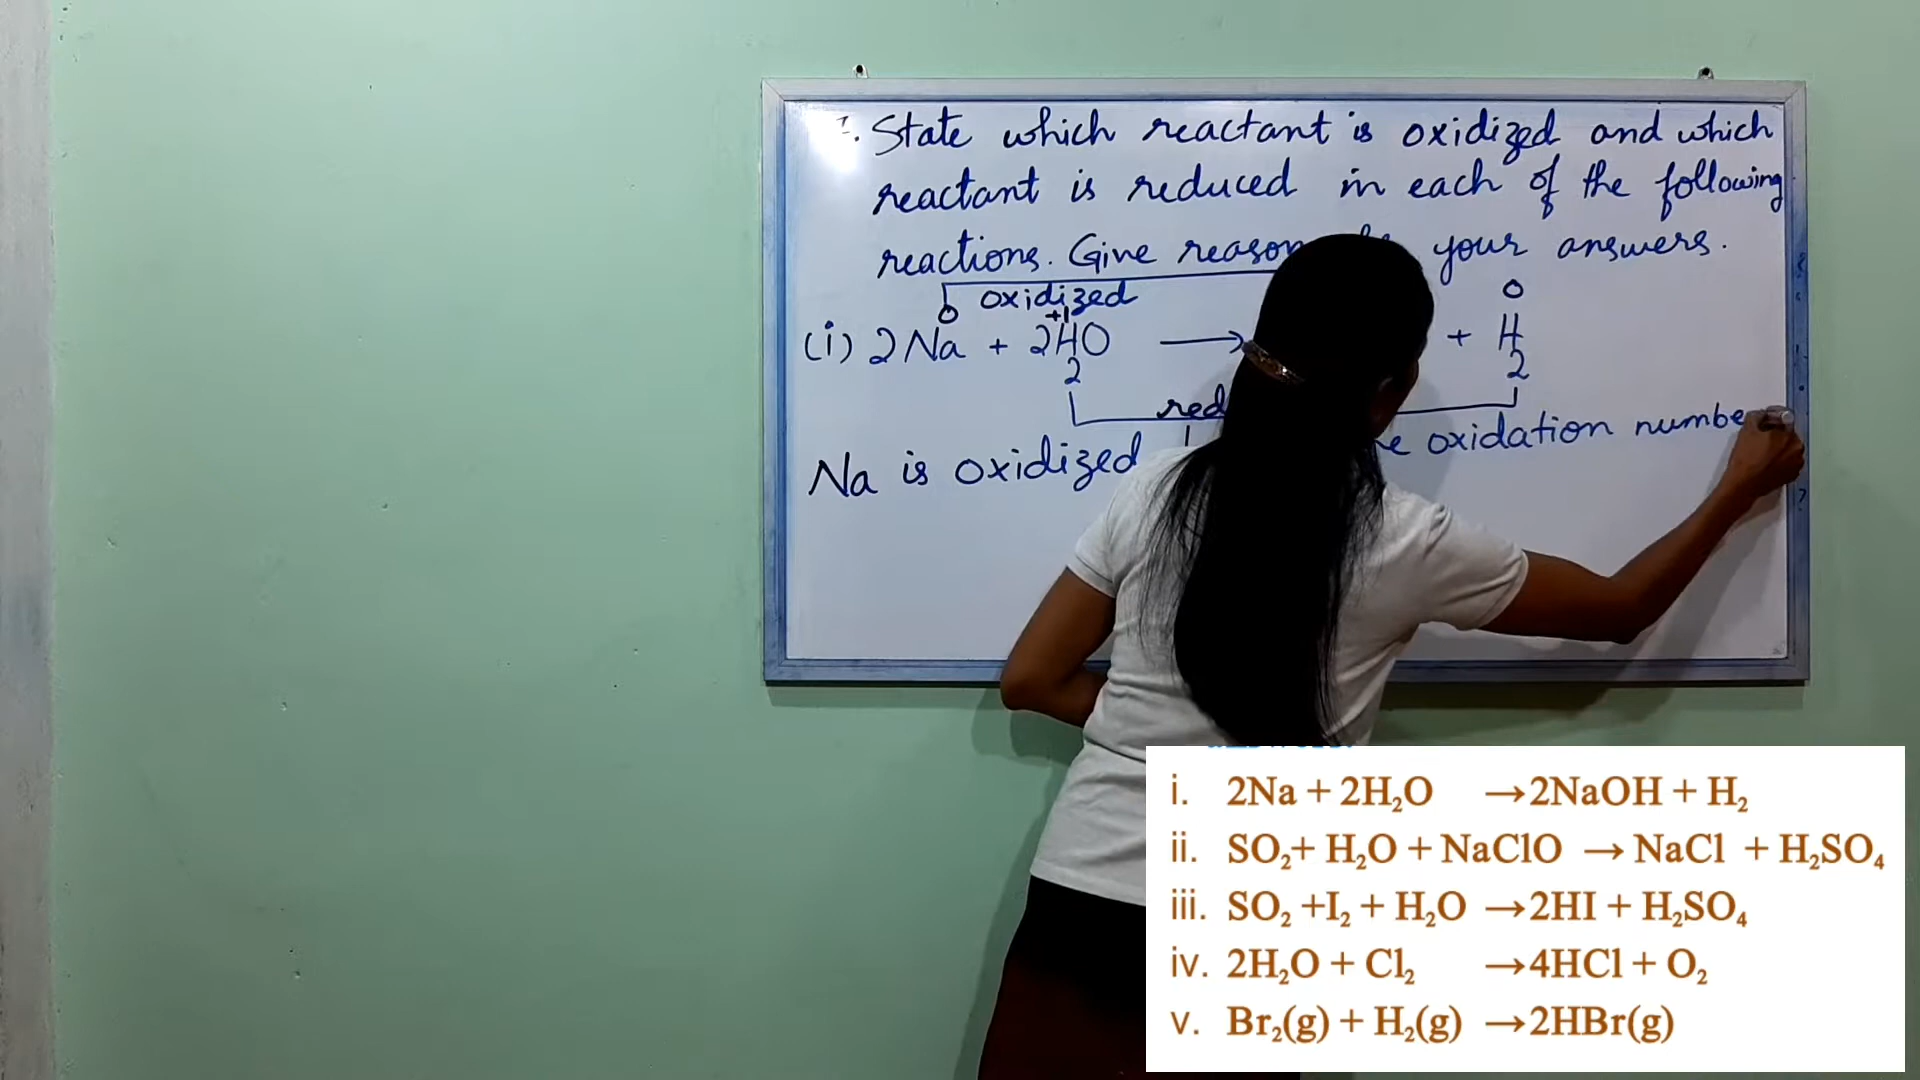 State which reactant is oxidized and which
reactant is reduced in each of the following
reactions. Give reason your answers.
oxidized
0 +1 0
(i) 2Na + 2H2O → + H2
red
Na is oxidized oxidation numbe
i. 2Na + 2H₂O →2NaOH + H₂
ii. SO₂+ H₂O + NaClO → NaCl + H₂SO₄
iii. SO₂ +I₂ + H₂O →2HI + H₂SO₄
iv. 2H₂O + Cl₂ →4HCl + O₂
v. Br₂(g) + H₂(g) →2HBr(g)